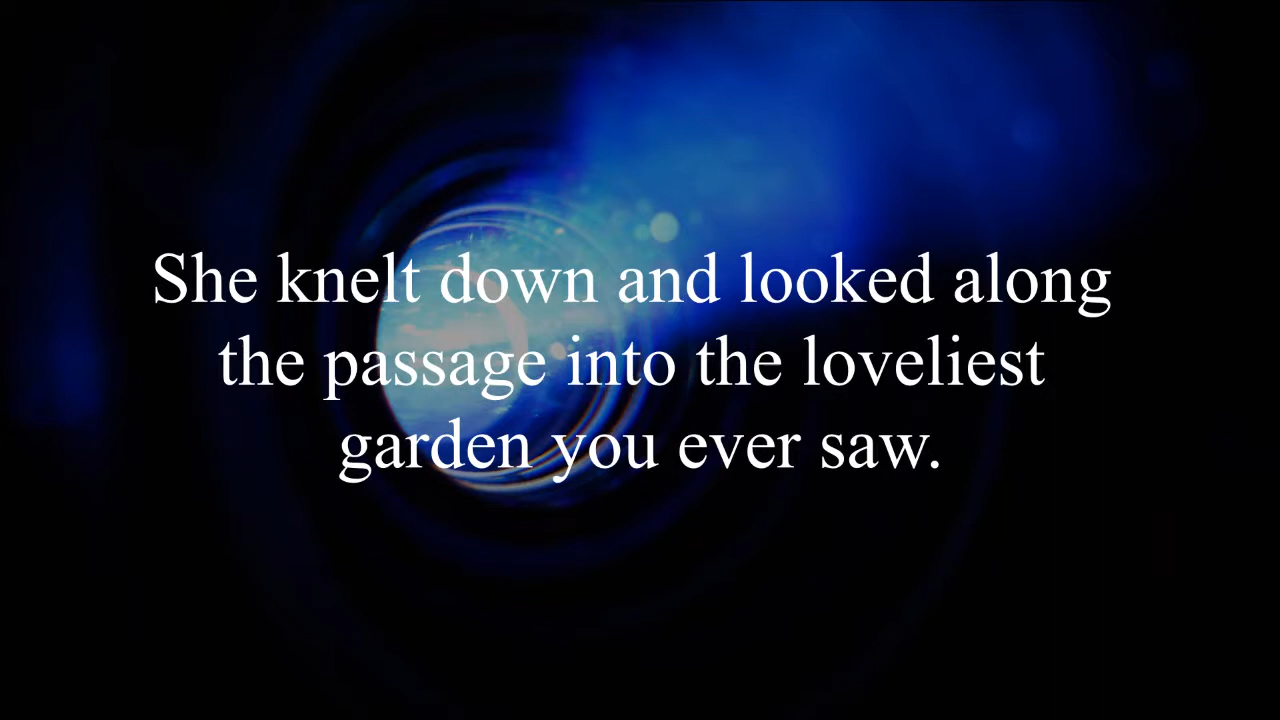 She knelt down and looked along
the passage into the loveliest
garden you ever saw.